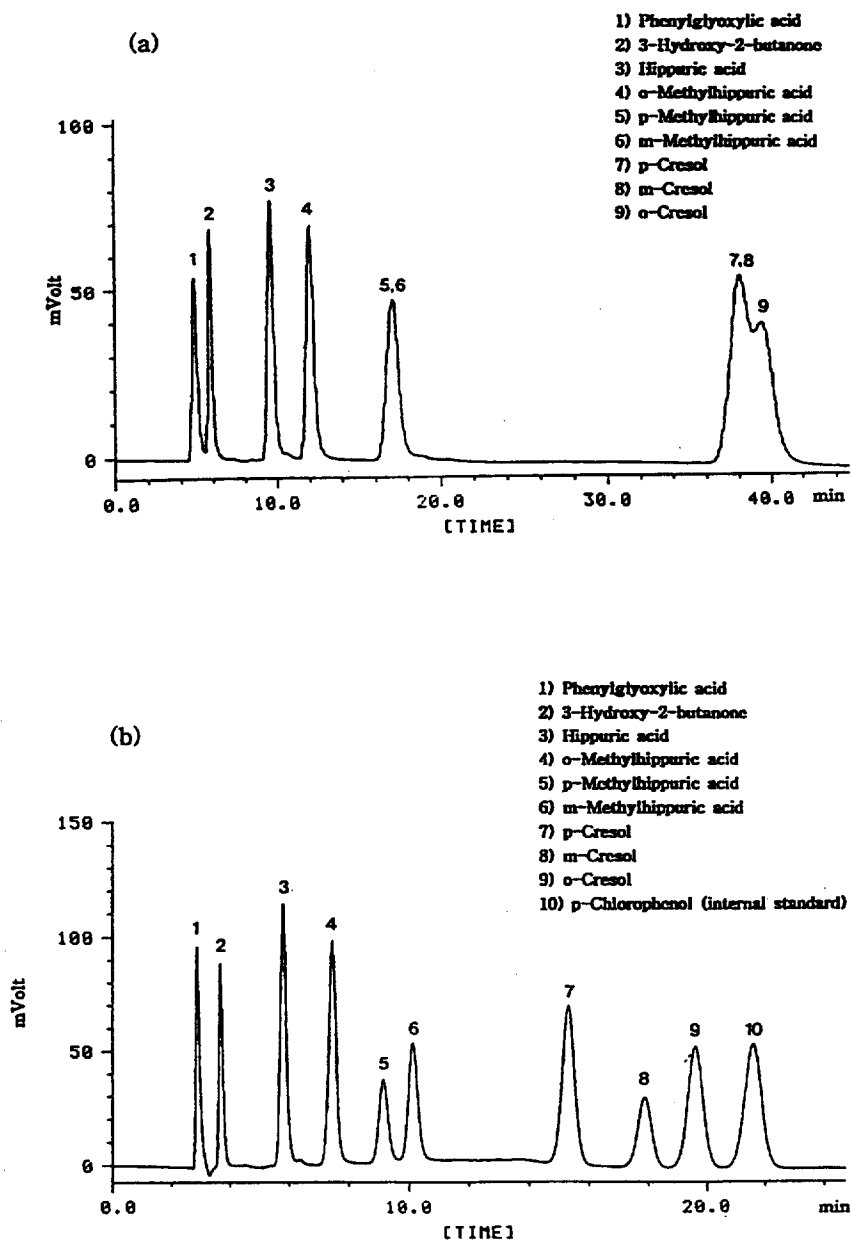 (a)
1) Phenylglyoxylic acid
2) 3-Hydroxy-2-butanone
3) Hippuric acid
4) o-Methylhippuric acid
5) p-Methylhippuric acid
6) m-Methylhippuric acid
7) p-Cresol
8) m-Cresol
9) o-Cresol
100
50
0
mVolt
1
2
3
4
5,6
7,8
9
0.0
10.0
20.0
30.0
40.0
min
[TIME]
(b)
1) Phenylglyoxylic acid
2) 3-Hydroxy-2-butanone
3) Hippuric acid
4) o-Methylhippuric acid
5) p-Methylhippuric acid
6) m-Methylhippuric acid
7) p-Cresol
8) m-Cresol
9) o-Cresol
10) p-Chlorophenol (internal standard)
150
100
50
0
mVolt
1
2
3
4
5
6
7
8
9
10
0.0
10.0
20.0
min
[TIME]